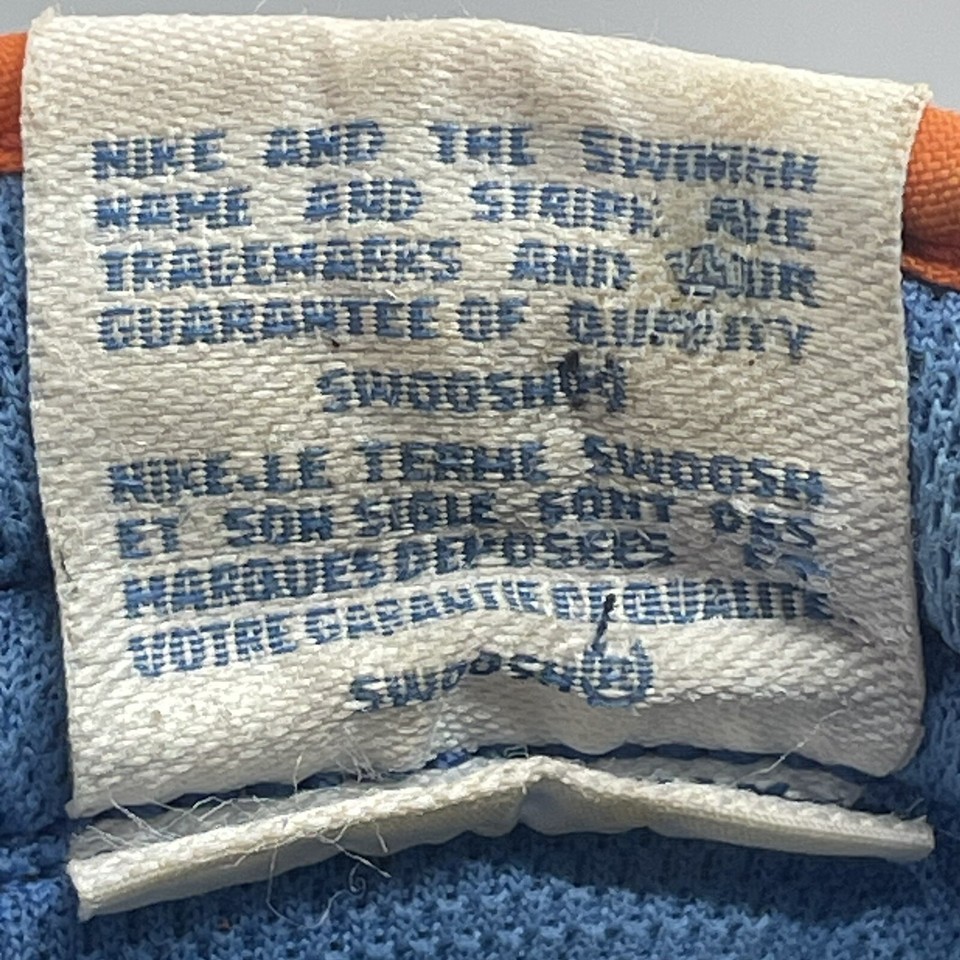 NIKE AND THE SWOOSH
NAME AND STRIPE ARE
TRADEMARKS AND YOUR
GUARANTEE OF QUALITY
SWOOSH(R)
NIKE.LE TERME SWOOSH
ET SON SIGLE SONT DES
MARQUES DEPOSEES
VOTRE GARANTIE DE QUALITE
SWOOSH(R)